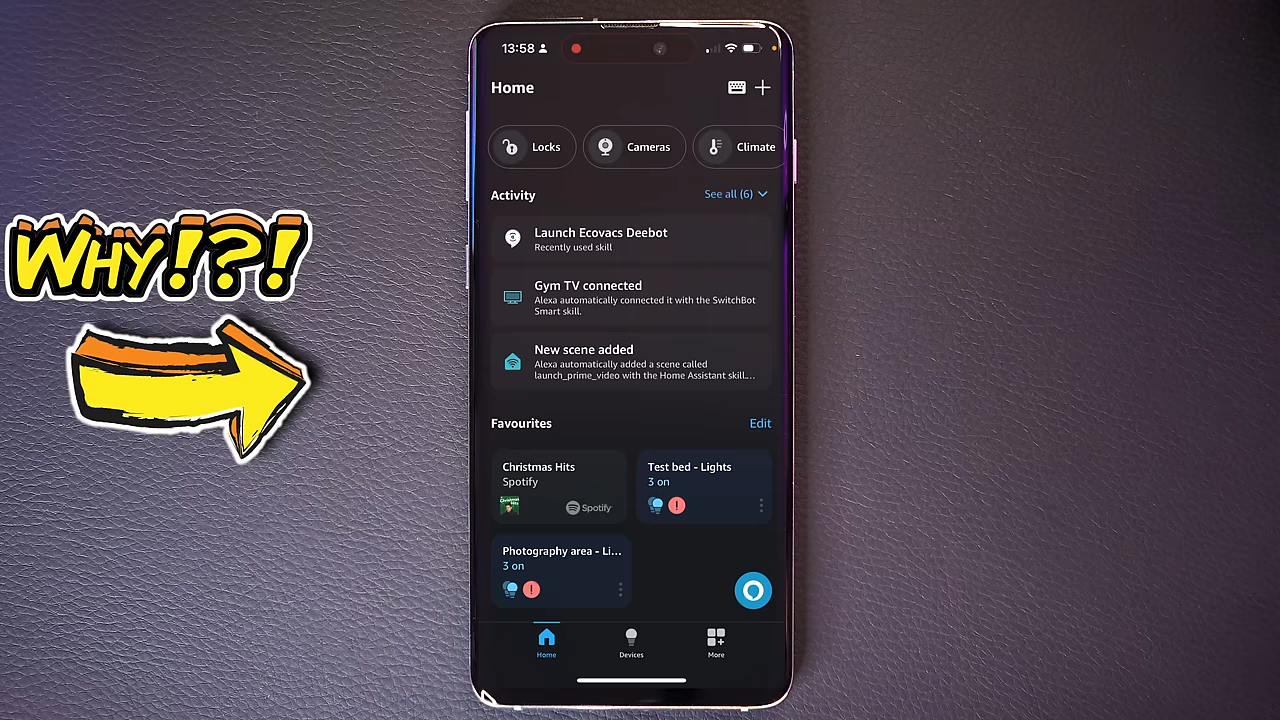 13:58
Home
Locks
Cameras
Climate
Activity
See all (6)
Launch Ecovacs Deebot
Recently used skill
Gym TV connected
Alexa automatically connected it with the SwitchBot
Smart skill.
New scene added
Alexa automatically added a scene called
launch_prime_video with the Home Assistant skill...
WHY!?!
Favourites
Edit
Christmas Hits
Spotify
Spotify
Test bed - Lights
3 on
Photography area - Li...
3 on
Home
Devices
More